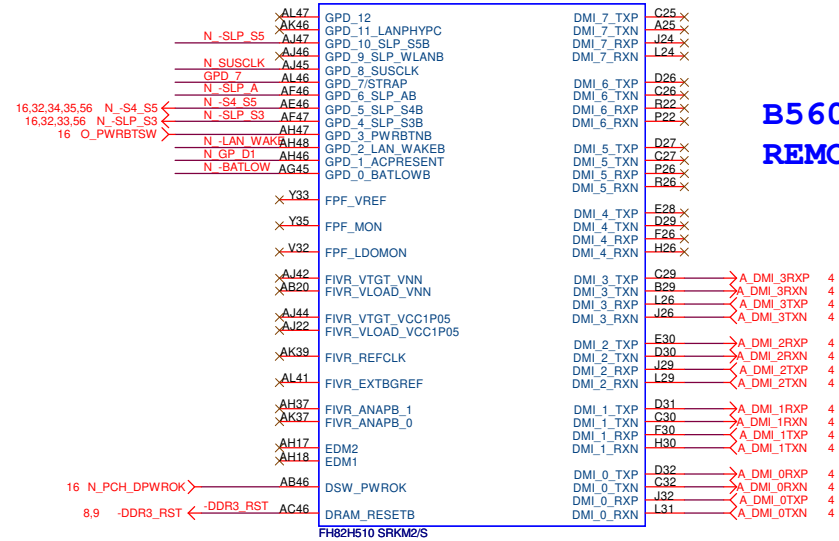 AL47 GPD_12 DMI_7_TXP C25
AK46 GPD_11_LANPHYPC DMI_7_TXN A25
N_-SLP_S5 AJ47 GPD_10_SLP_S5B DMI_7_RXP J24
AJ46 GPD_9_SLP_WLANB DMI_7_RXN L24
N_SUSCLK AJ45 GPD_8_SUSCLK
GPD_7 AL46 GPD_7/STRAP DMI_6_TXP D26
N_-SLP_A AF46 GPD_6_SLP_AB DMI_6_TXN C26
16,32,34,35,56 N_-S4_S5 N_-S4_S5 AE46 GPD_5_SLP_S4B DMI_6_RXP R22
16,32,33,56 N_-SLP_S3 N_-SLP_S3 AF47 GPD_4_SLP_S3B DMI_6_RXN P22
B560
16 O_PWRBTSW AH47 GPD_3_PWRBTNB
N_-LAN_WAKE AH48 GPD_2_LAN_WAKEB DMI_5_TXP D27
REMO
N_GP_D1 AH46 GPD_1_ACPRESENT DMI_5_TXN C27
N_-BATLOW AG45 GPD_0_BATLOWB DMI_5_RXP P26
DMI_5_RXN R26
Y33 FPF_VREF
DMI_4_TXP E28
Y35 FPF_MON DMI_4_TXN D29
DMI_4_RXP F26
V32 FPF_LDOMON DMI_4_RXN H26
AJ42 FIVR_VTGT_VNN DMI_3_TXP C29 A_DMI_3RXP 4
AB20 FIVR_VLOAD_VNN DMI_3_TXN B29 A_DMI_3RXN 4
DMI_3_RXP L26 A_DMI_3TXP 4
AJ44 FIVR_VTGT_VCC1P05 DMI_3_RXN J26 A_DMI_3TXN 4
AJ22 FIVR_VLOAD_VCC1P05
DMI_2_TXP E30 A_DMI_2RXP 4
AK39 FIVR_REFCLK DMI_2_TXN D30 A_DMI_2RXN 4
DMI_2_RXP J29 A_DMI_2TXP 4
AL41 FIVR_EXTBGREF DMI_2_RXN L29 A_DMI_2TXN 4
AH37 FIVR_ANAPB_1 DMI_1_TXP D31 A_DMI_1RXP 4
AK37 FIVR_ANAPB_0 DMI_1_TXN C30 A_DMI_1RXN 4
DMI_1_RXP F30 A_DMI_1TXP 4
AH17 EDM2 DMI_1_RXN H30 A_DMI_1TXN 4
AH18 EDM1
DMI_0_TXP D32 A_DMI_0RXP 4
16 N_PCH_DPWROK AB46 DSW_PWROK DMI_0_TXN C32 A_DMI_0RXN 4
DMI_0_RXP J32 A_DMI_0TXP 4
8,9 -DDR3_RST -DDR3_RST AC46 DRAM_RESETB DMI_0_RXN L31 A_DMI_0TXN 4
FH82H510 SRKM2/S